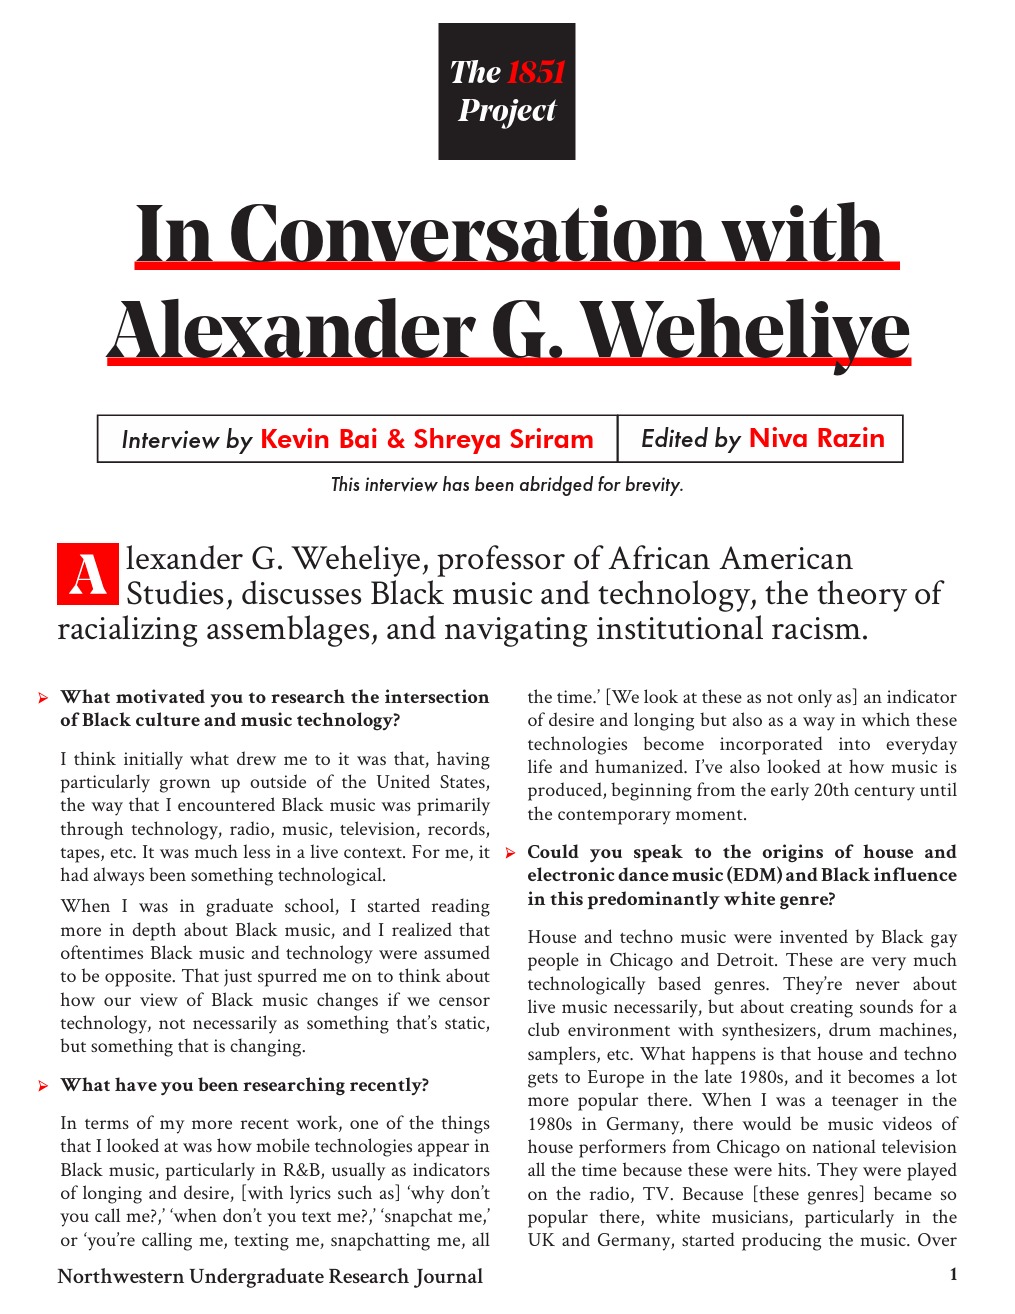 The 1851
Project
In Conversation with
Alexander G. Weheliye
Interview by Kevin Bai & Shreya Sriram
Edited by Niva Razin
This interview has been abridged for brevity.
Alexander G. Weheliye, professor of African American
Studies, discusses Black music and technology, the theory of
racializing assemblages, and navigating institutional racism.
What motivated you to research the intersection
of Black culture and music technology?
I think initially what drew me to it was that, having
particularly grown up outside of the United States,
the way that I encountered Black music was primarily
through technology, radio, music, television, records,
tapes, etc. It was much less in a live context. For me, it
had always been something technological.
When I was in graduate school, I started reading
more in depth about Black music, and I realized that
oftentimes Black music and technology were assumed
to be opposite. That just spurred me on to think about
how our view of Black music changes if we censor
technology, not necessarily as something that’s static,
but something that is changing.
What have you been researching recently?
In terms of my more recent work, one of the things
that I looked at was how mobile technologies appear in
Black music, particularly in R&B, usually as indicators
of longing and desire, [with lyrics such as] ‘why don’t
you call me?,’ ‘when don’t you text me?,’ ‘snapchat me,’
or ‘you’re calling me, texting me, snapchatting me, all
the time.’ [We look at these as not only as] an indicator
of desire and longing but also as a way in which these
technologies become incorporated into everyday
life and humanized. I’ve also looked at how music is
produced, beginning from the early 20th century until
the contemporary moment.
Could you speak to the origins of house and
electronic dance music (EDM) and Black influence
in this predominantly white genre?
House and techno music were invented by Black gay
people in Chicago and Detroit. These are very much
technologically based genres. They’re never about
live music necessarily, but about creating sounds for a
club environment with synthesizers, drum machines,
samplers, etc. What happens is that house and techno
gets to Europe in the late 1980s, and it becomes a lot
more popular there. When I was a teenager in the
1980s in Germany, there would be music videos of
house performers from Chicago on national television
all the time because these were hits. They were played
on the radio, TV. Because [these genres] became so
popular there, white musicians, particularly in the
UK and Germany, started producing the music. Over
Northwestern Undergraduate Research Journal
1